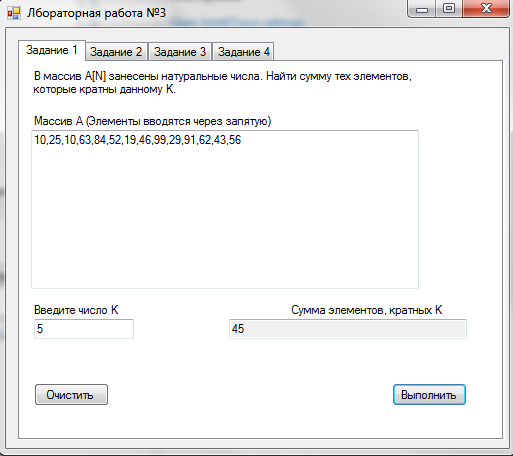 Лбораторная работа №3
Задание 1 Задание 2 Задание 3 Задание 4
В массив A[N] занесены натуральные числа. Найти сумму тех элементов,
которые кратны данному К.
Массив А (Элементы вводятся через запятую)
10,25,10,63,84,52,19,46,99,29,91,62,43,56
Введите число К Сумма элементов, кратных К
5 45
Очистить Выполнить